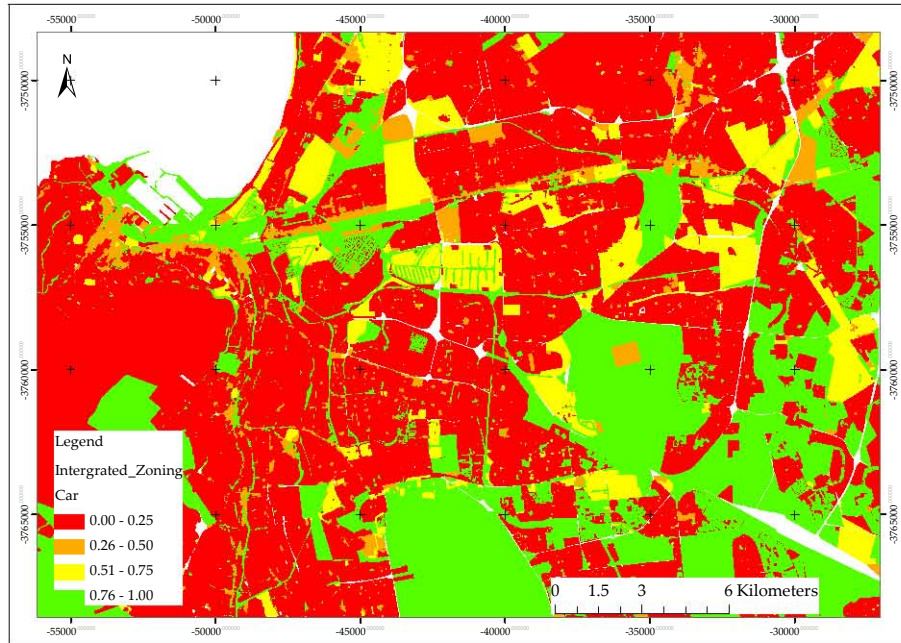 -55000 -50000 -45000 -40000 -35000 -30000
N
-3750000 -3750000
-3755000 -3755000
-3760000 -3760000
-3765000 -3765000
Legend
Intergrated_Zoning
Car
0.00 - 0.25
0.26 - 0.50
0.51 - 0.75
0.76 - 1.00
0 1.5 3 6 Kilometers
-55000 -50000 -45000 -40000 -35000 -30000